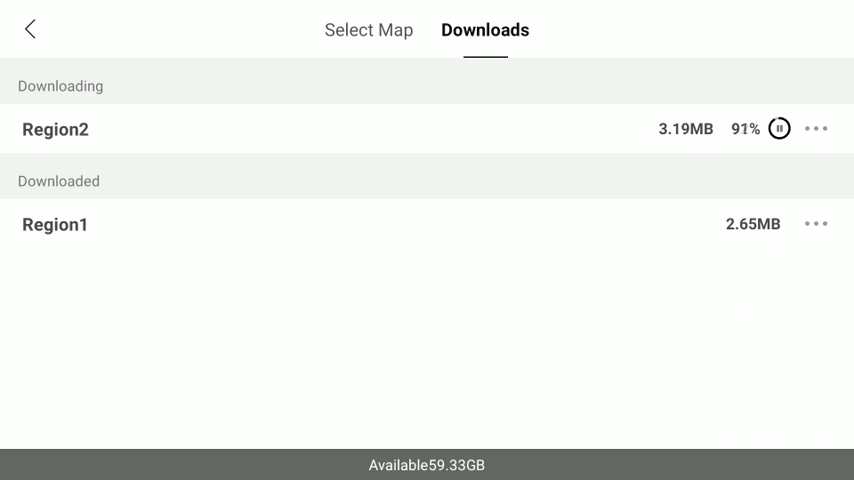 Select Map Downloads
Downloading
Region2 3.19MB 91%
Downloaded
Region1 2.65MB
Available59.33GB